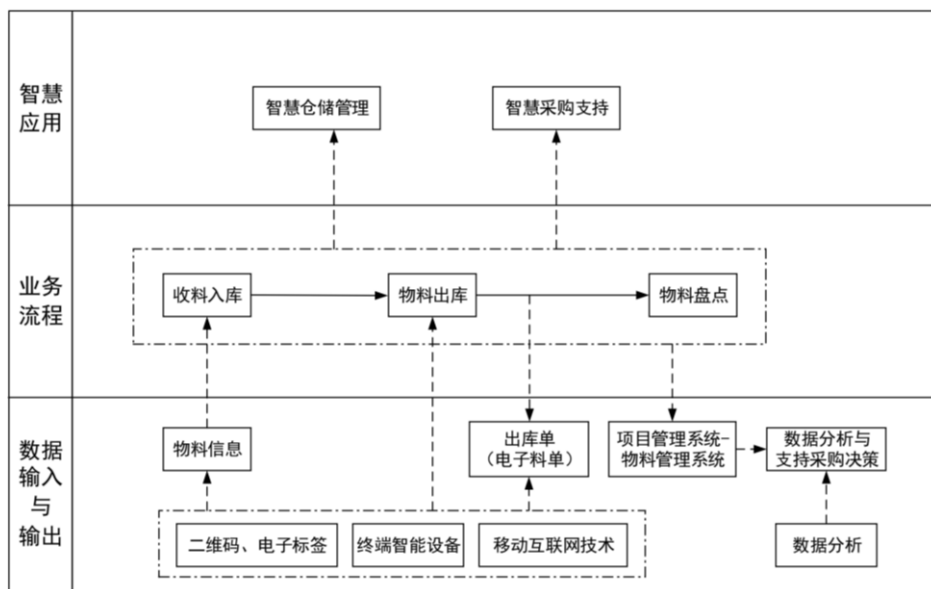 智慧
应用
智慧仓储管理
智慧采购支持
业务
流程
收料入库
物料出库
物料盘点
数据
输入
与
输出
物料信息
出库单
（电子料单）
项目管理系统-
物料管理系统
数据分析与
支持采购决策
二维码、电子标签
终端智能设备
移动互联网技术
数据分析